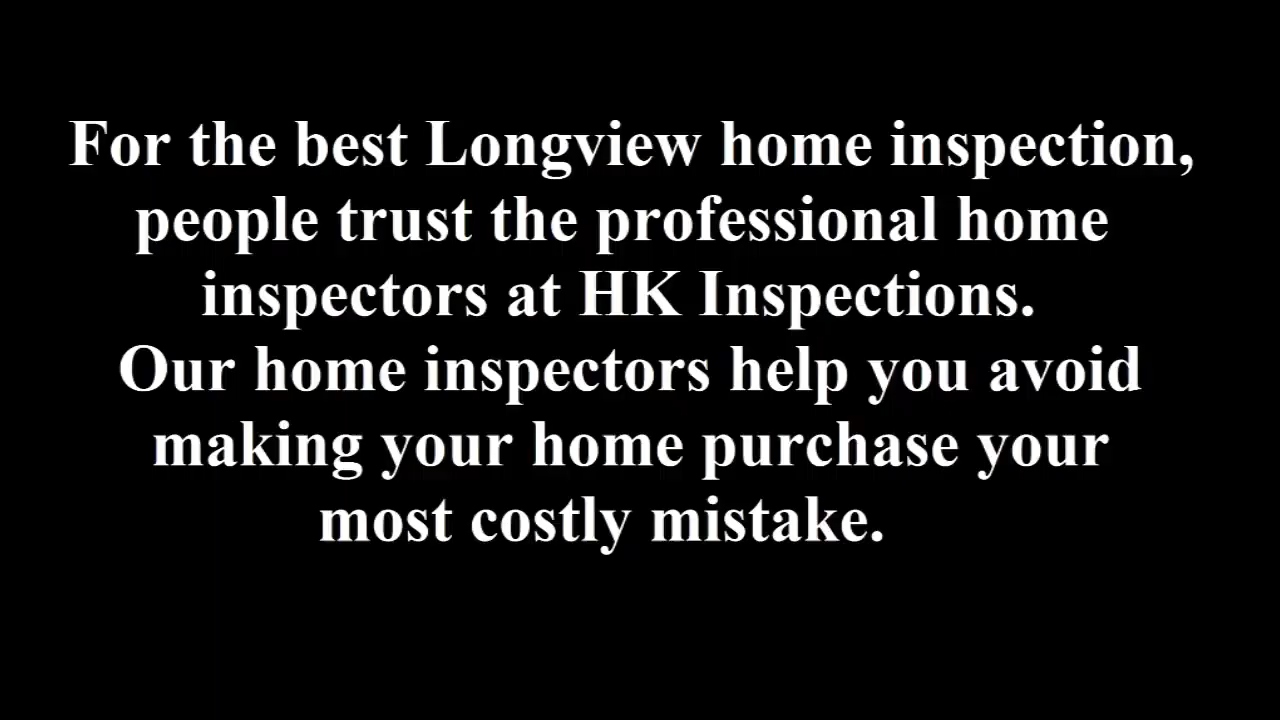 For the best Longview home inspection,
people trust the professional home
inspectors at HK Inspections.
Our home inspectors help you avoid
making your home purchase your
most costly mistake.